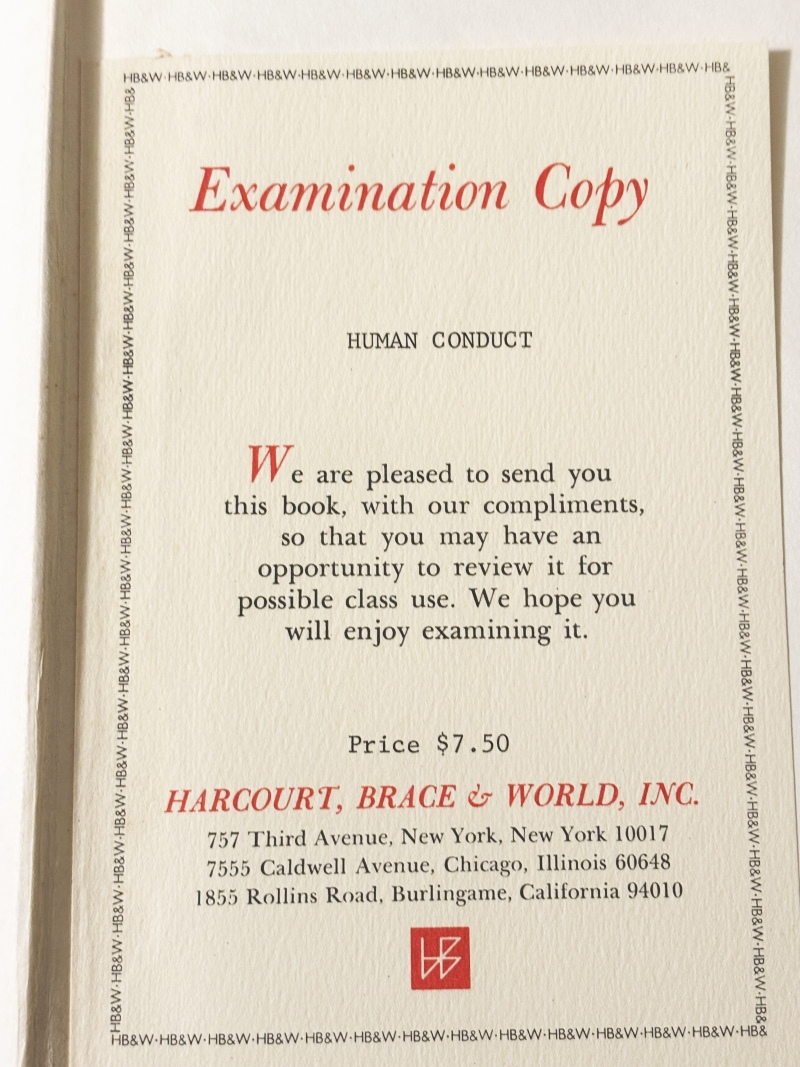 HB&W·HB&W·HB&W·HB&W·HB&W·HB&W·HB&W·HB&W·HB&W·HB&W·HB&W·HB&W·HB&W·HB&
Examination Copy
HUMAN CONDUCT
We are pleased to send you
this book, with our compliments,
so that you may have an
opportunity to review it for
possible class use. We hope you
will enjoy examining it.
Price $7.50
HARCOURT, BRACE & WORLD, INC.
757 Third Avenue, New York, New York 10017
7555 Caldwell Avenue, Chicago, Illinois 60648
1855 Rollins Road, Burlingame, California 94010
HB&W·HB&W·HB&W·HB&W·HB&W·HB&W·HB&W·HB&W·HB&W·HB&W·HB&W·HB&W·HB&W·HB&W·HB&